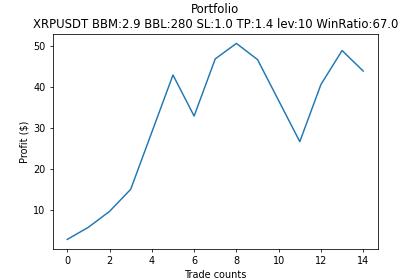 Portfolio
XRPUSDT BBM:2.9 BBL:280 SL:1.0 TP:1.4 lev:10 WinRatio:67.0
50
40
30
20
10
Profit ($)
0 2 4 6 8 10 12 14
Trade counts